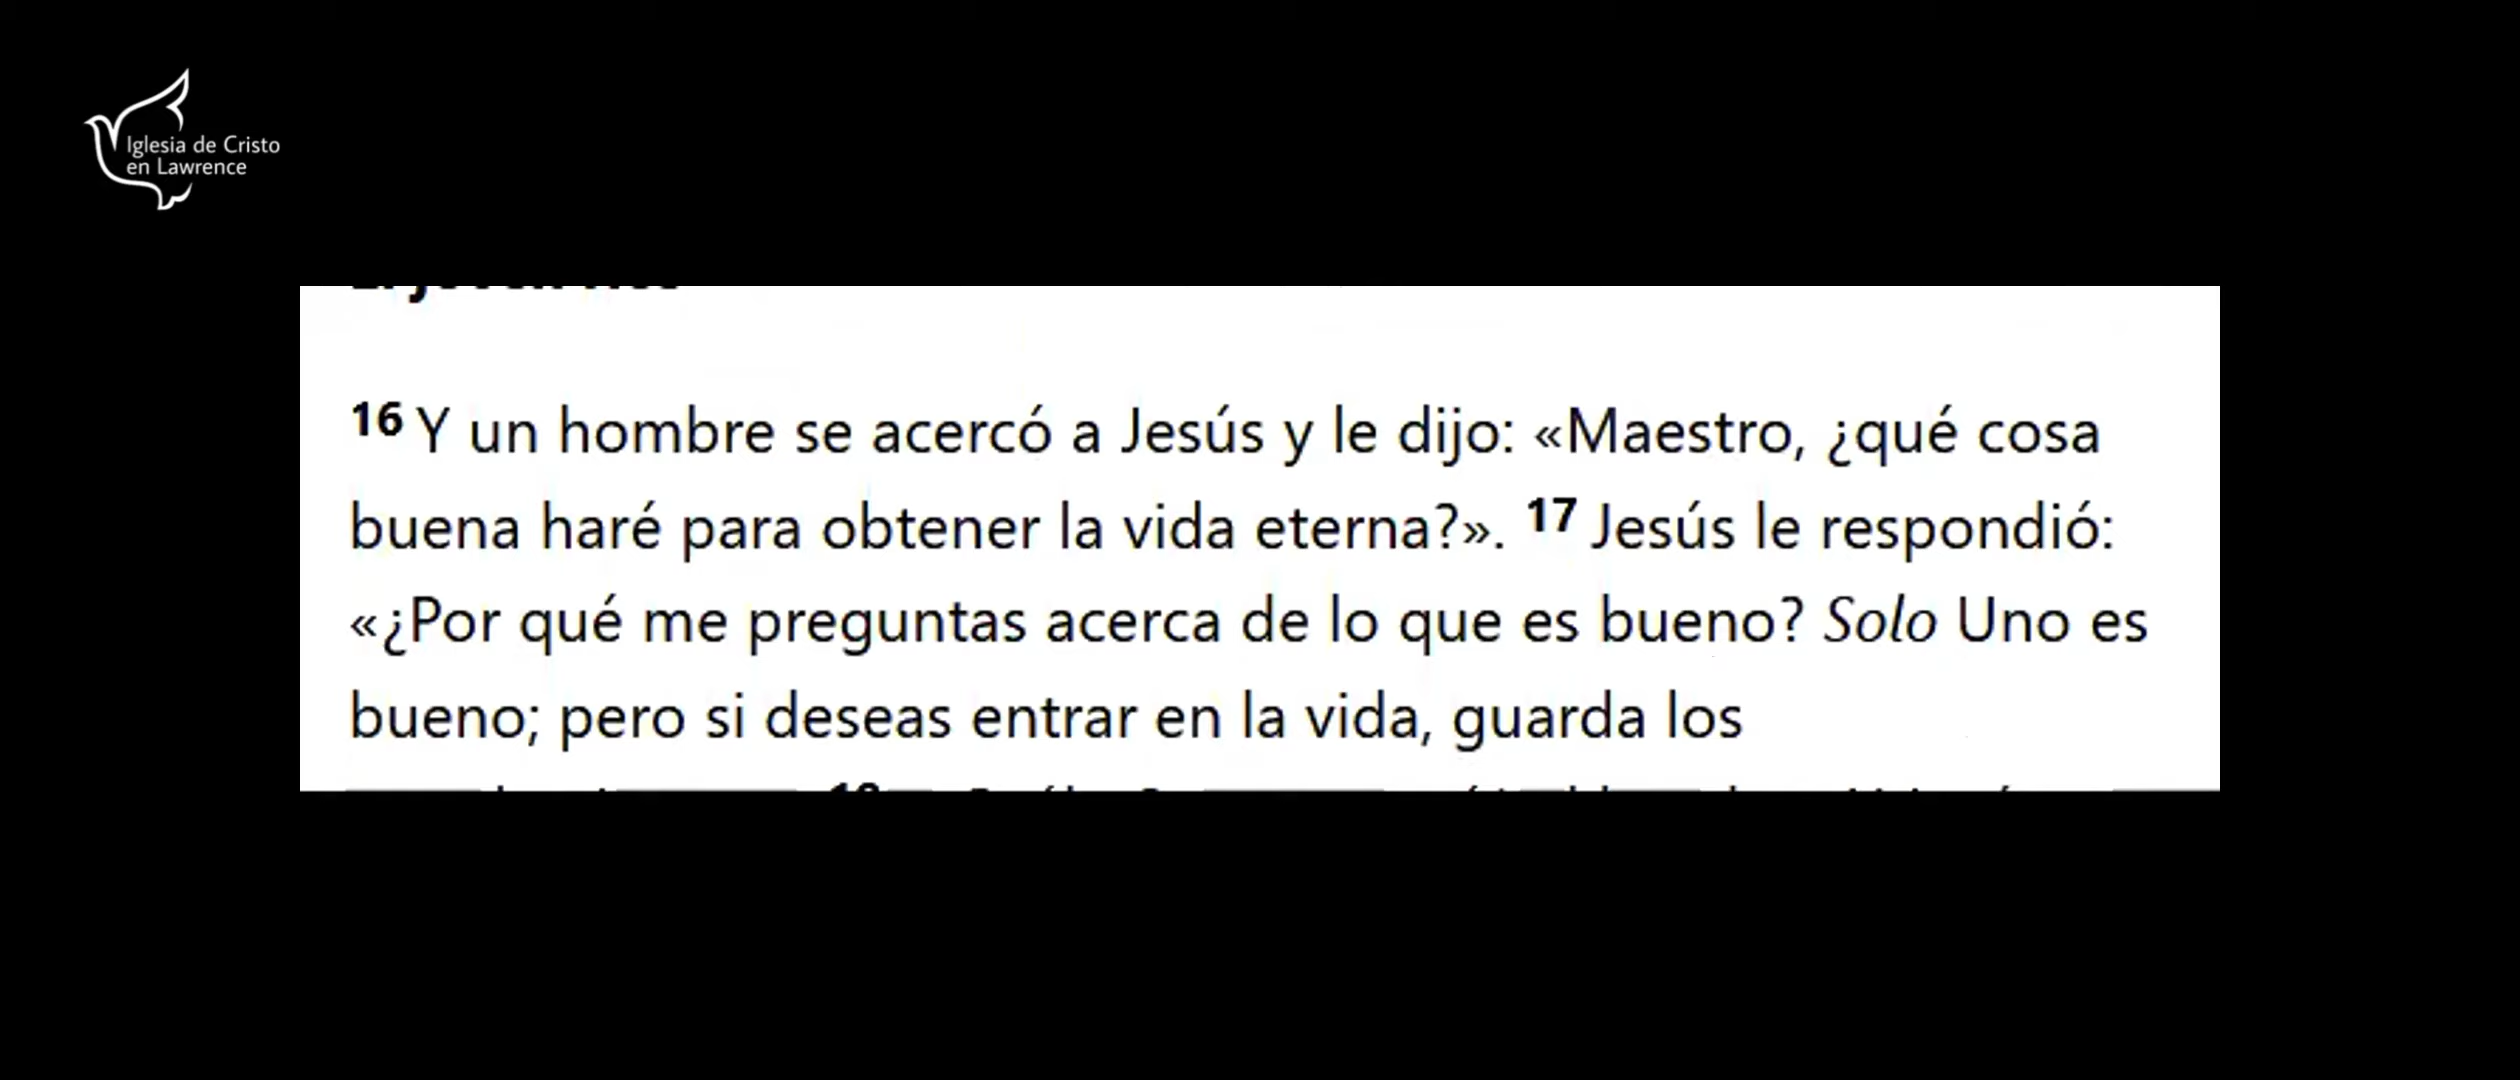 Iglesia de Cristo
en Lawrence
16 Y un hombre se acercó a Jesús y le dijo: «Maestro, ¿qué cosa
buena haré para obtener la vida eterna?». 17 Jesús le respondió:
«¿Por qué me preguntas acerca de lo que es bueno? Solo Uno es
bueno; pero si deseas entrar en la vida, guarda los